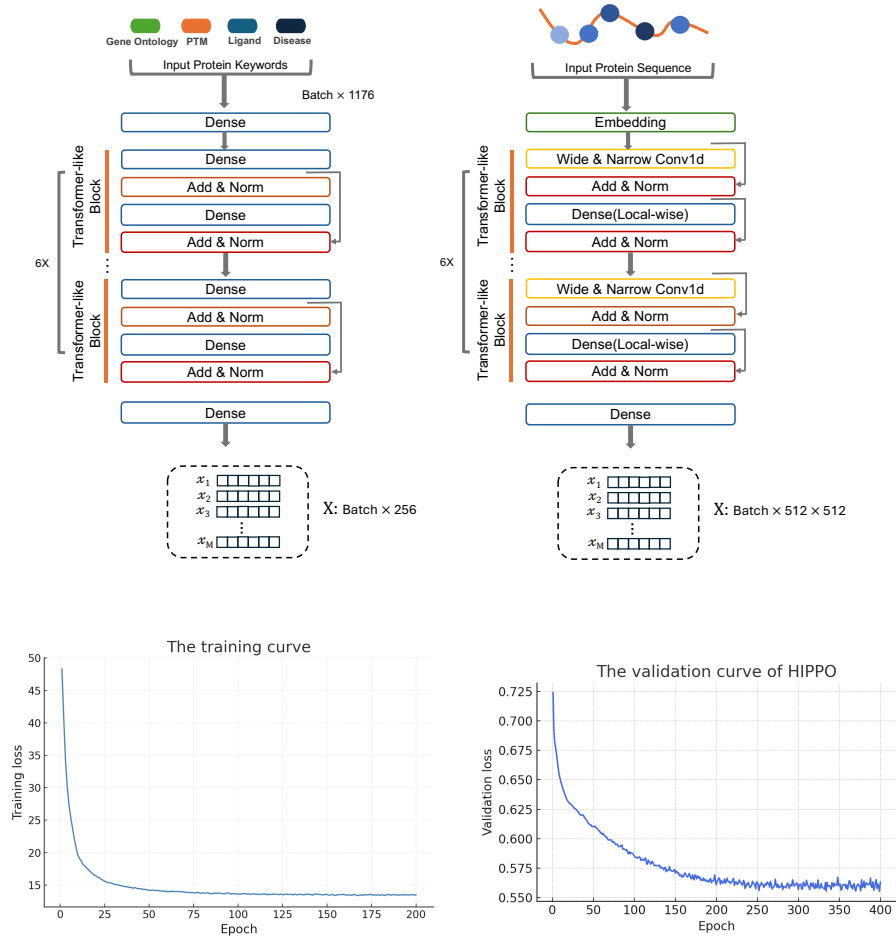 Gene Ontology PTM Ligand Disease
Input Protein Keywords
Batch × 1176
Dense
Transformer-like Block
Dense
Add & Norm
Dense
Add & Norm
6X
Transformer-like Block
Dense
Add & Norm
Dense
Add & Norm
Dense
x1
x2
x3
xM
X: Batch × 256
Input Protein Sequence
Embedding
Transformer-like Block
Wide & Narrow Conv1d
Add & Norm
Dense(Local-wise)
Add & Norm
6X
Transformer-like Block
Wide & Narrow Conv1d
Add & Norm
Dense(Local-wise)
Add & Norm
Dense
x1
x2
x3
xM
X: Batch × 512 × 512
The training curve
Training loss
50
45
40
35
30
25
20
15
0 25 50 75 100 125 150 175 200
Epoch
The validation curve of HIPPO
Validation loss
0.725
0.700
0.675
0.650
0.625
0.600
0.575
0.550
0 50 100 150 200 250 300 350 400
Epoch